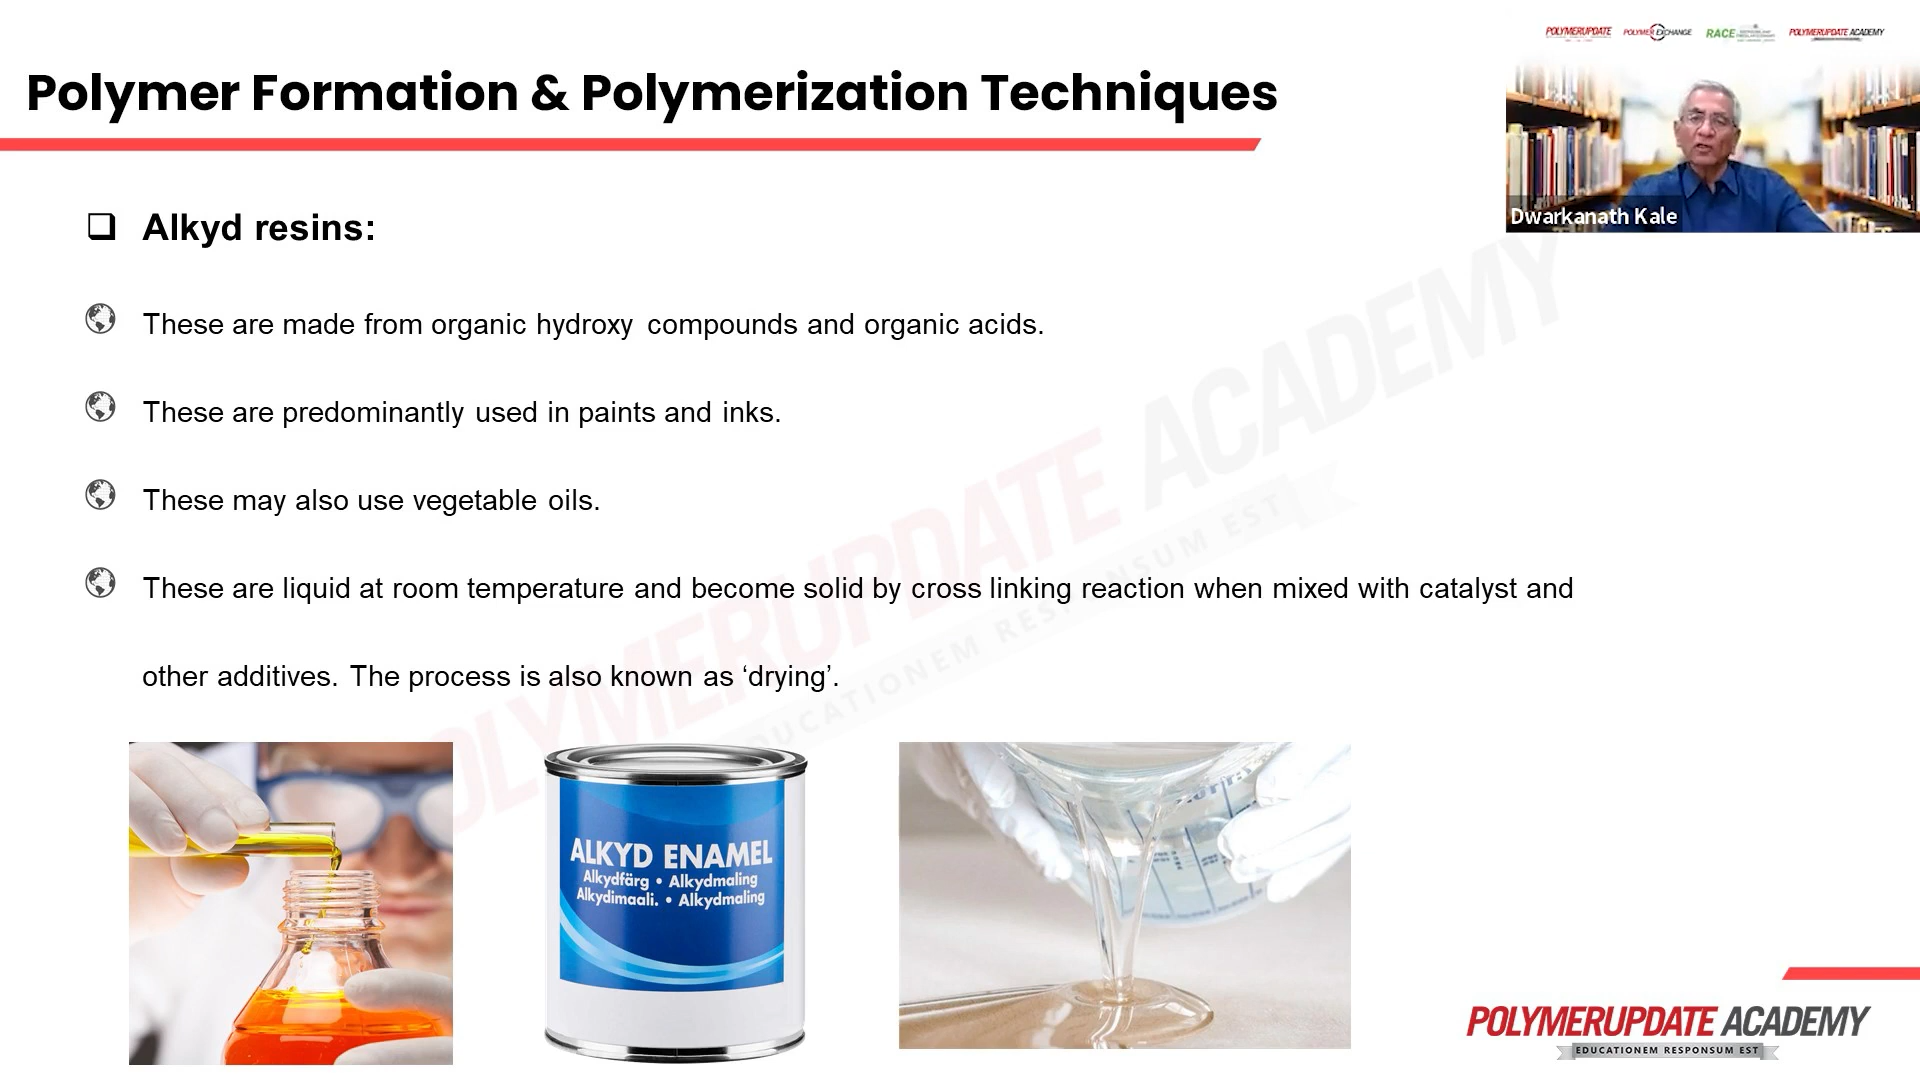 POLYMERUPDATE POLYMER EXCHANGE RACE POLYMERUPDATE ACADEMY
Polymer Formation & Polymerization Techniques
Dwarkanath Kale
Alkyd resins:
These are made from organic hydroxy compounds and organic acids.
These are predominantly used in paints and inks.
These may also use vegetable oils.
These are liquid at room temperature and become solid by cross linking reaction when mixed with catalyst and
other additives. The process is also known as ‘drying’.
POLYMERUPDATE ACADEMY
EDUCATIONEM RESPONSUM EST
ALKYD ENAMEL
Alkydfärg • Alkydmaling
Alkydimaali. • Alkydmaling
POLYMERUPDATE ACADEMY
EDUCATIONEM RESPONSUM EST